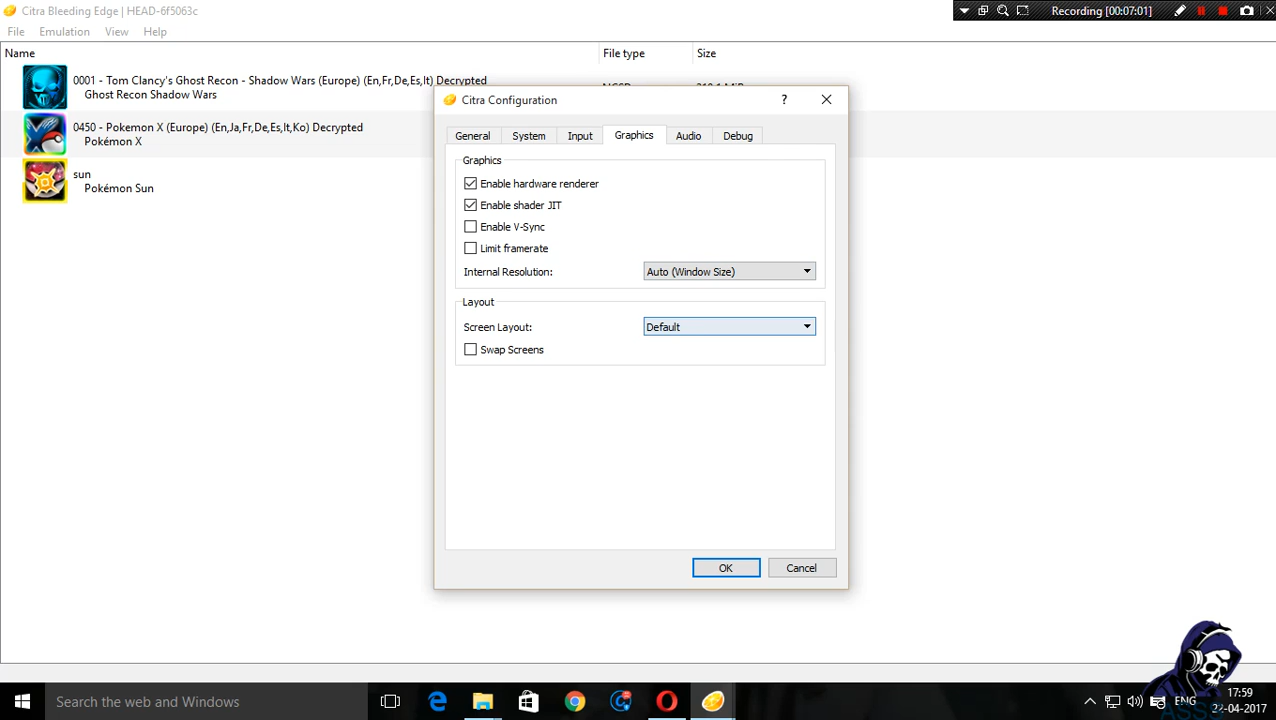 Citra Bleeding Edge | HEAD-6f5063c
Recording [00:07:01]
File Emulation View Help
Name File type Size
0001 - Tom Clancy's Ghost Recon - Shadow Wars (Europe) (En,Fr,De,Es,It) Decrypted
Ghost Recon Shadow Wars
0450 - Pokemon X (Europe) (En,Ja,Fr,De,Es,It,Ko) Decrypted
Pokémon X
sun
Pokémon Sun
Citra Configuration
?
General System Input Graphics Audio Debug
Graphics
Enable hardware renderer
Enable shader JIT
Enable V-Sync
Limit framerate
Internal Resolution: Auto (Window Size)
Layout
Screen Layout: Default
Swap Screens
OK Cancel
Search the web and Windows
ENG
17:59
22-04-2017